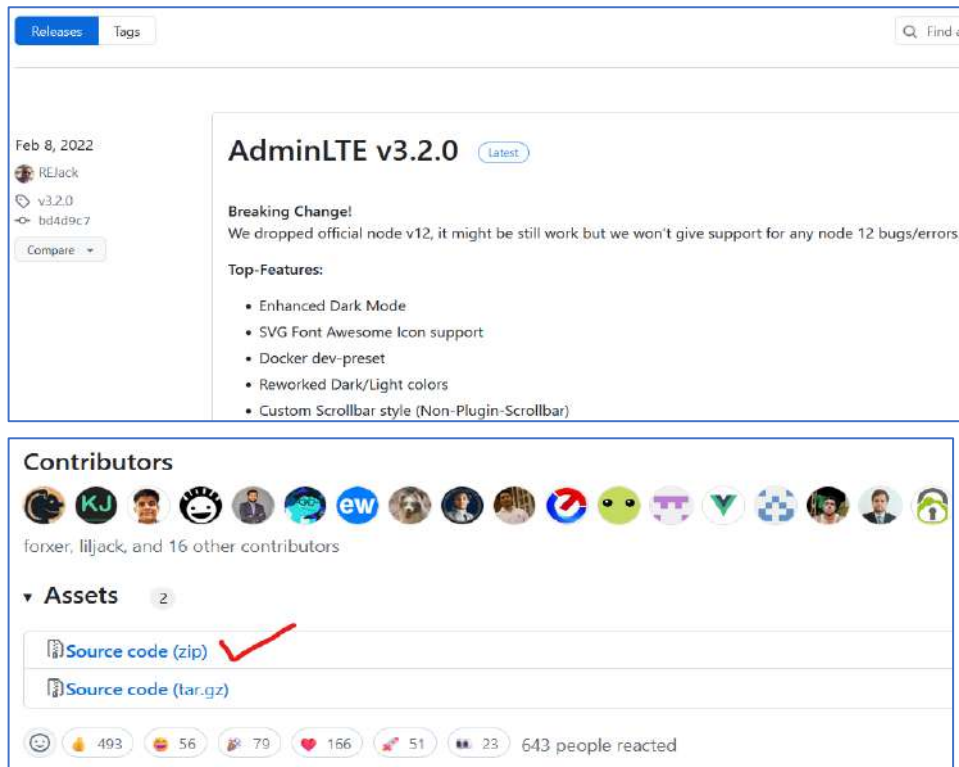 Releases
Tags
Find a
Feb 8, 2022
REJack
v3.2.0
bd4d9c7
Compare
AdminLTE v3.2.0
Latest
Breaking Change!
We dropped official node v12, it might be still work but we won't give support for any node 12 bugs/errors
Top-Features:
• Enhanced Dark Mode
• SVG Font Awesome Icon support
• Docker dev-preset
• Reworked Dark/Light colors
• Custom Scrollbar style (Non-Plugin-Scrollbar)
Contributors
KJ
ew
forxer, liljack, and 16 other contributors
Assets 2
Source code (zip)
Source code (tar.gz)
493 56 79 166 51 23 643 people reacted